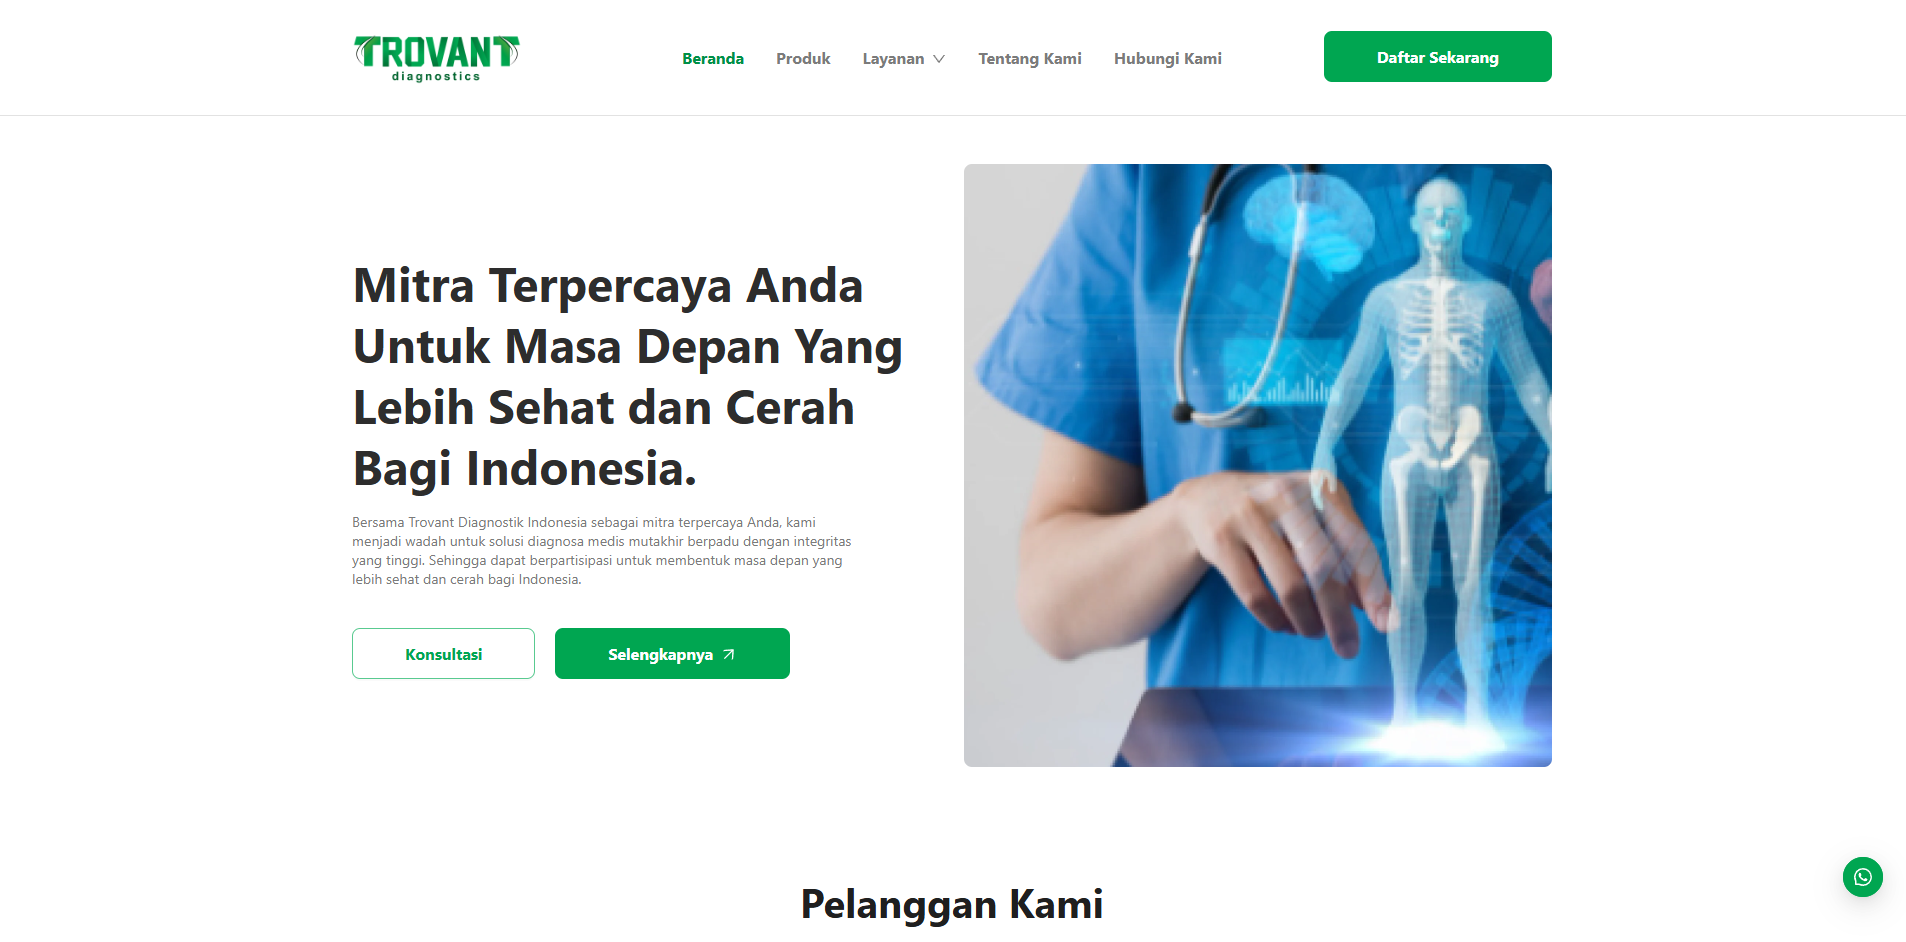 TROVANT
diagnostics
Beranda
Produk
Layanan
Tentang Kami
Hubungi Kami
Daftar Sekarang
Mitra Terpercaya Anda
Untuk Masa Depan Yang
Lebih Sehat dan Cerah
Bagi Indonesia.
Bersama Trovant Diagnostik Indonesia sebagai mitra terpercaya Anda, kami
menjadi wadah untuk solusi diagnosa medis mutakhir berpadu dengan integritas
yang tinggi. Sehingga dapat berpartisipasi untuk membentuk masa depan yang
lebih sehat dan cerah bagi Indonesia.
Konsultasi
Selengkapnya
Pelanggan Kami